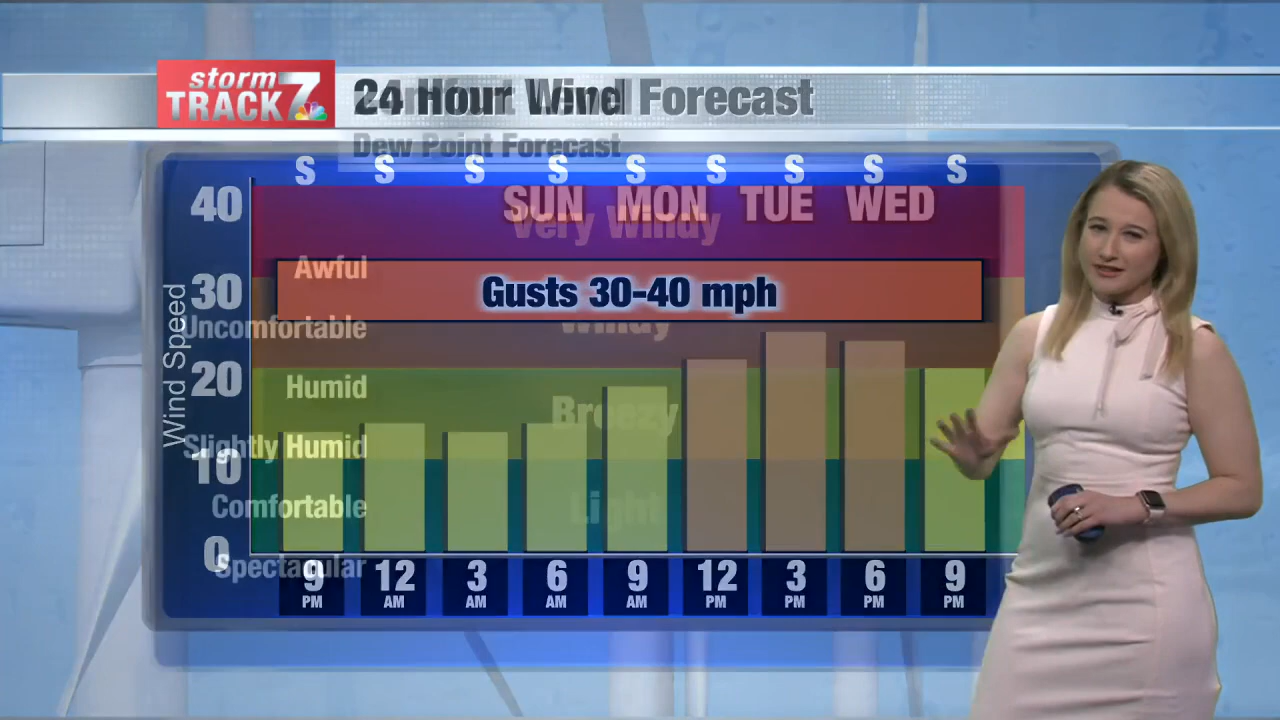 storm
TRACK 7
24 Hour Wind Forecast
Dew Point Forecast
S S S S S S S S S
40 SUN MON TUE WED
Very Windy
Awful
30 Gusts 30-40 mph
Uncomfortable Windy
Wind Speed
20 Humid
Breezy
Slightly Humid
10
Comfortable Light
0
Spectacular
9 12 3 6 9 12 3 6 9
PM AM AM AM AM PM PM PM PM